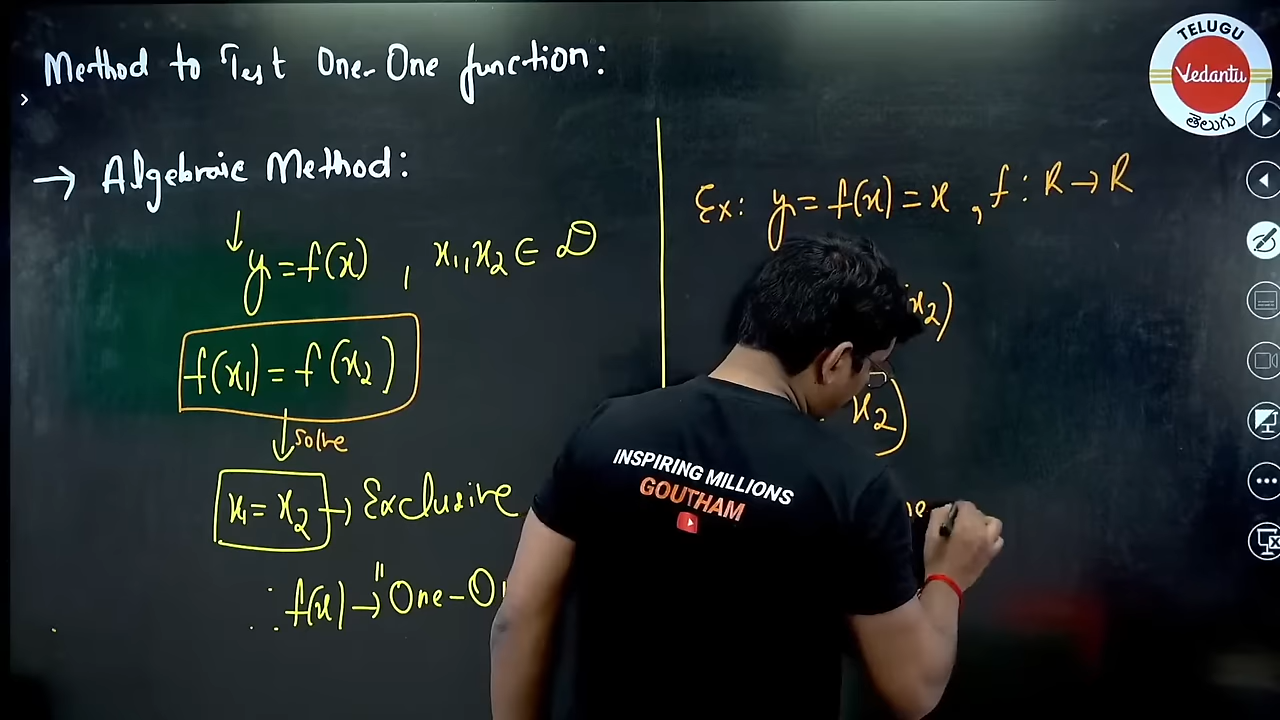 Method to Test One-One function:
→ Algebraic Method:
y = f(x) , x₁,x₂ ∈ D
f(x₁) = f(x₂)
solve
x₁ = x₂ → Exclusive
∴ f(x) → "One-
Ex: y = f(x) = x , f: R → R
x₂)
x₂)
INSPIRING MILLIONS
GOUTHAM
TELUGU
Vedantu
తెలుగు